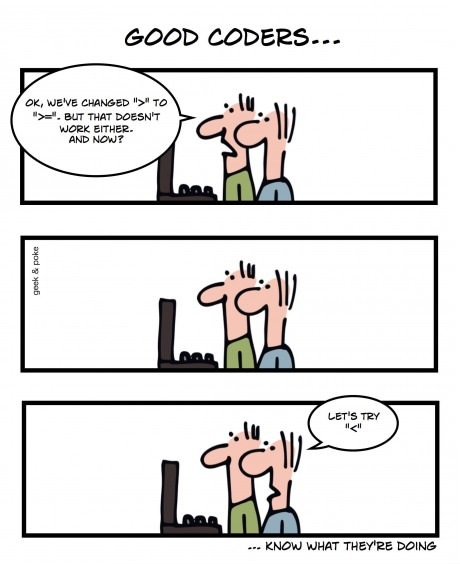 GOOD CODERS...
OK, WE'VE CHANGED ">" TO
">=". BUT THAT DOESN'T
WORK EITHER.
AND NOW?
geek & poke
LET'S TRY
"<"
... KNOW WHAT THEY'RE DOING